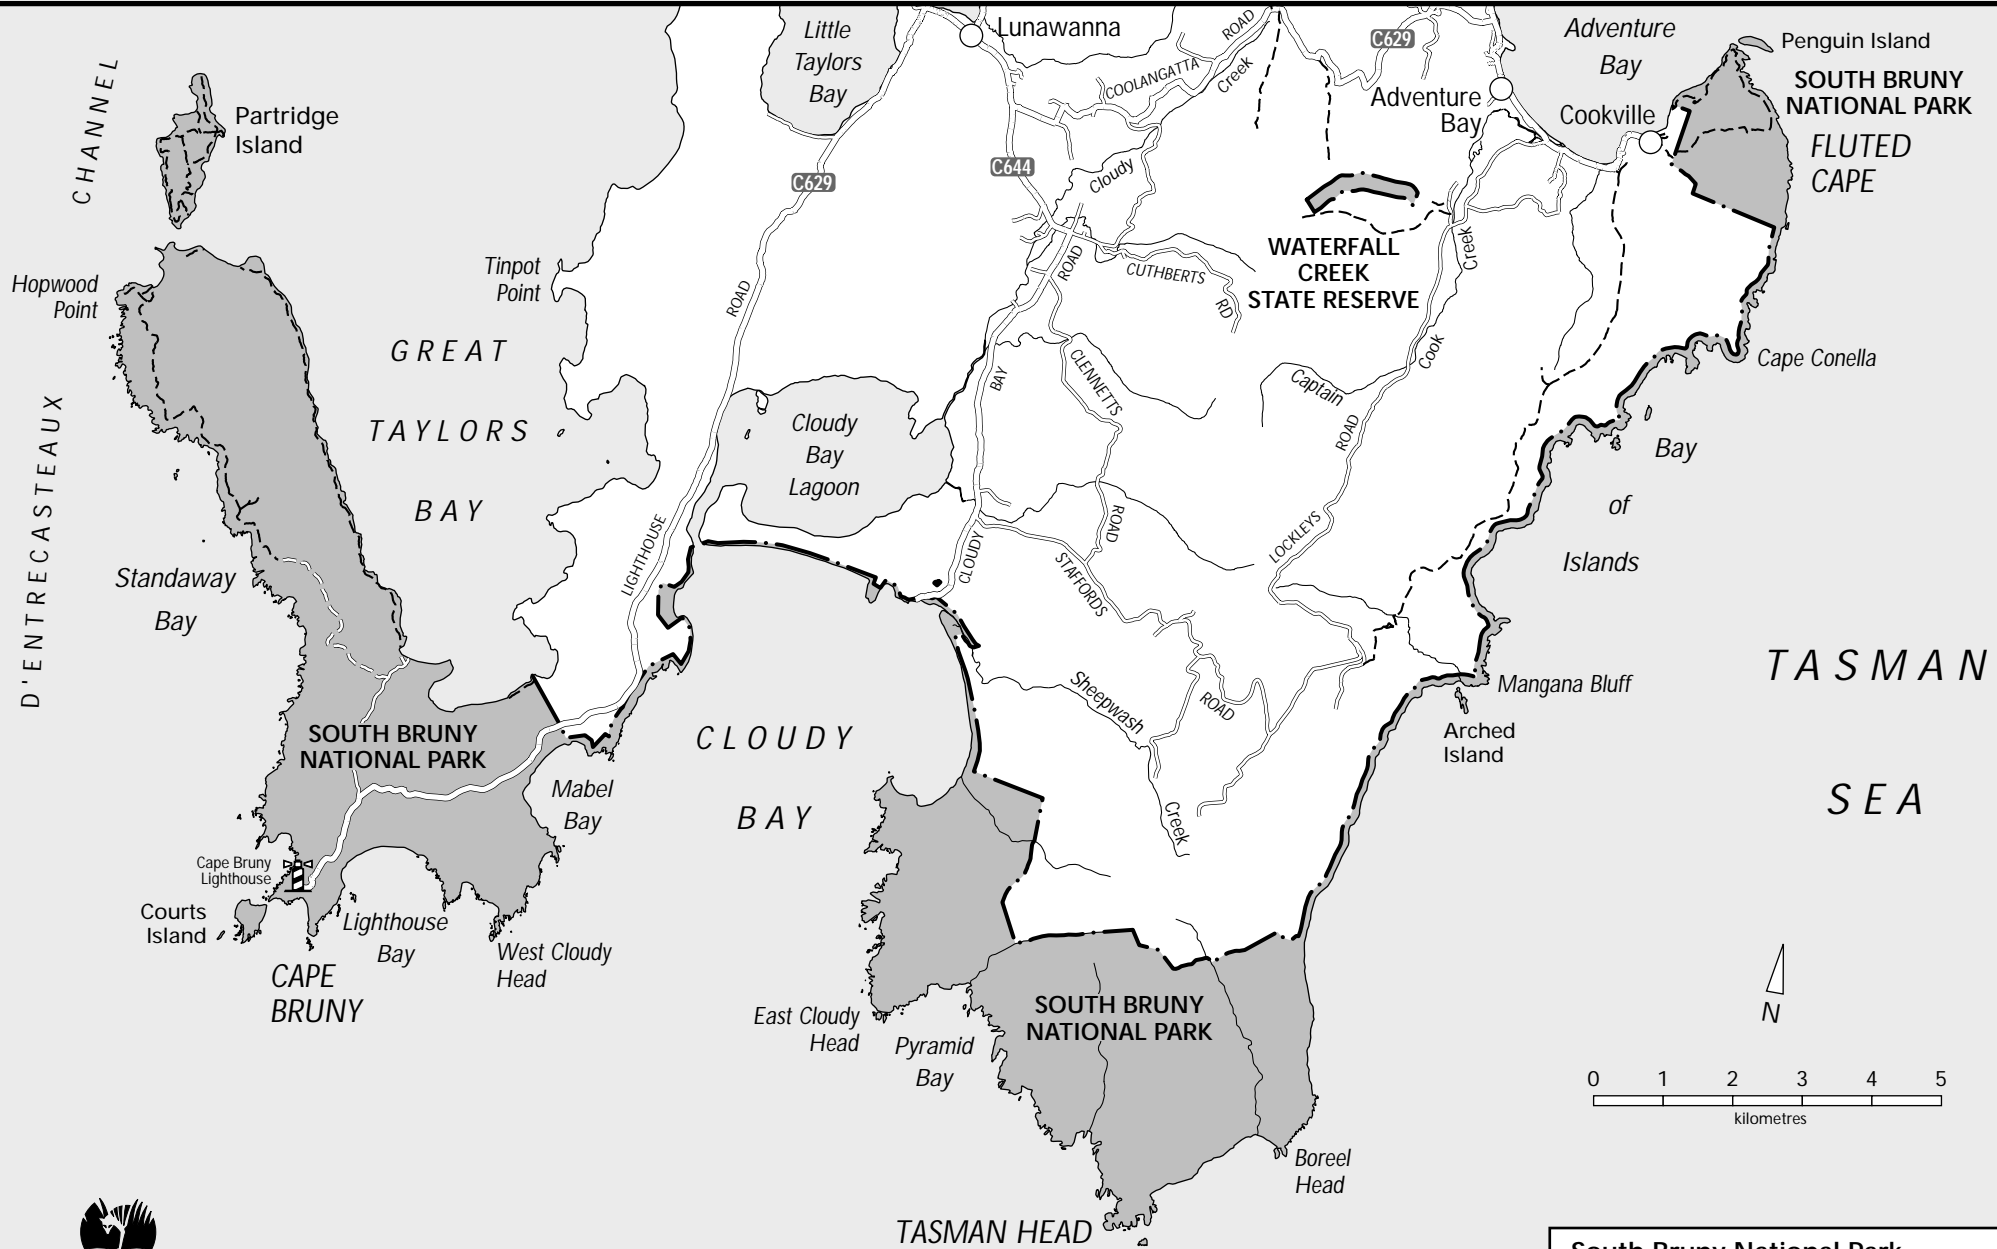 Little
Taylors
Bay
Lunawanna
COOLANGATTA
ROAD
Creek
C629
Adventure
Bay
Penguin Island
SOUTH BRUNY
NATIONAL PARK
FLUTED
CAPE
Adventure
Bay
Cookville
CHANNEL
Partridge
Island
C629
C644
Cloudy
Hopwood
Point
Tinpot
Point
ROAD
ROAD
CUTHBERTS
RD
WATERFALL
CREEK
STATE RESERVE
Creek
GREAT
TAYLORS
BAY
Cape Conella
Cook
Captain
BAY
CLENNETTS
ROAD
D'ENTRECASTEAUX
Cloudy
Bay
Lagoon
ROAD
Bay
of
Islands
LIGHTHOUSE
CLOUDY
STAFFORDS
LOCKLEYS
Standaway
Bay
TASMAN
SEA
Sheepwash
ROAD
Mangana Bluff
Arched
Island
SOUTH BRUNY
NATIONAL PARK
CLOUDY
BAY
Mabel
Bay
Creek
Cape Bruny
Lighthouse
Courts
Island
Lighthouse
Bay
West Cloudy
Head
CAPE
BRUNY
East Cloudy
Head
Pyramid
Bay
SOUTH BRUNY
NATIONAL PARK
N
0 1 2 3 4 5
kilometres
Boreel
Head
TASMAN HEAD
South Bruny National Park